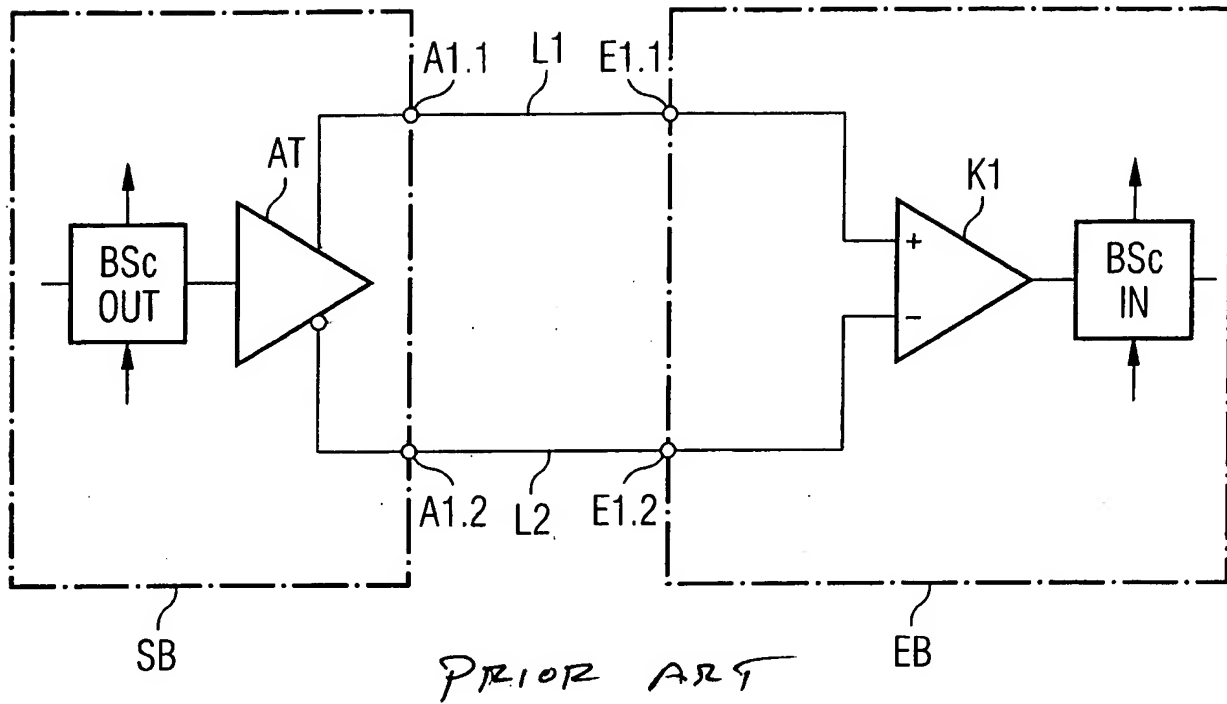 A1.1
L1
E1.1
AT
K1
BSc
OUT
+
−
BSc
IN
A1.2
L2
E1.2
SB
EB
PRIOR ART